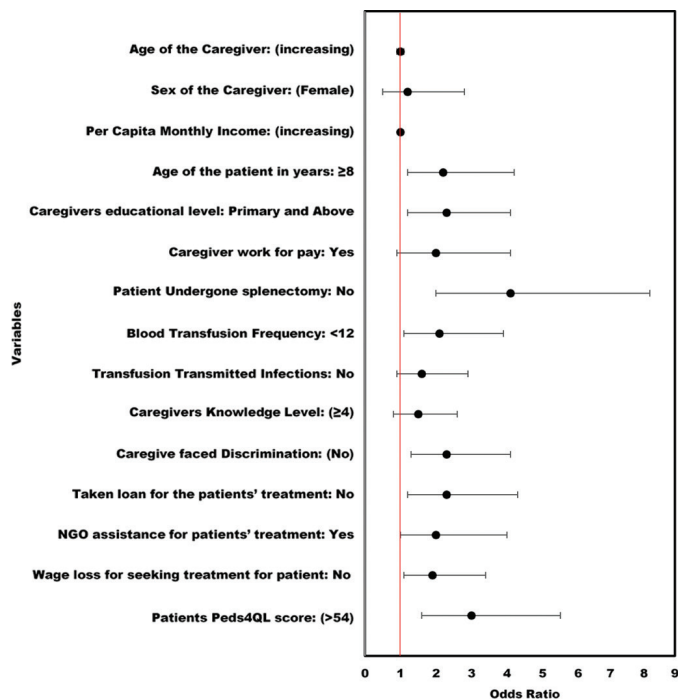 Age of the Caregiver: (increasing)
Sex of the Caregiver: (Female)
Per Capita Monthly Income: (increasing)
Age of the patient in years: ≥8
Caregivers educational level: Primary and Above
Caregiver work for pay: Yes
Patient Undergone splenectomy: No
Blood Transfusion Frequency: <12
Transfusion Transmitted Infections: No
Caregivers Knowledge Level: (≥4)
Caregive faced Discrimination: (No)
Taken loan for the patients’ treatment: No
NGO assistance for patients’ treatment: Yes
Wage loss for seeking treatment for patient: No
Patients Peds4QL score: (>54)
Variables
0 1 2 3 4 5 6 7 8 9
Odds Ratio